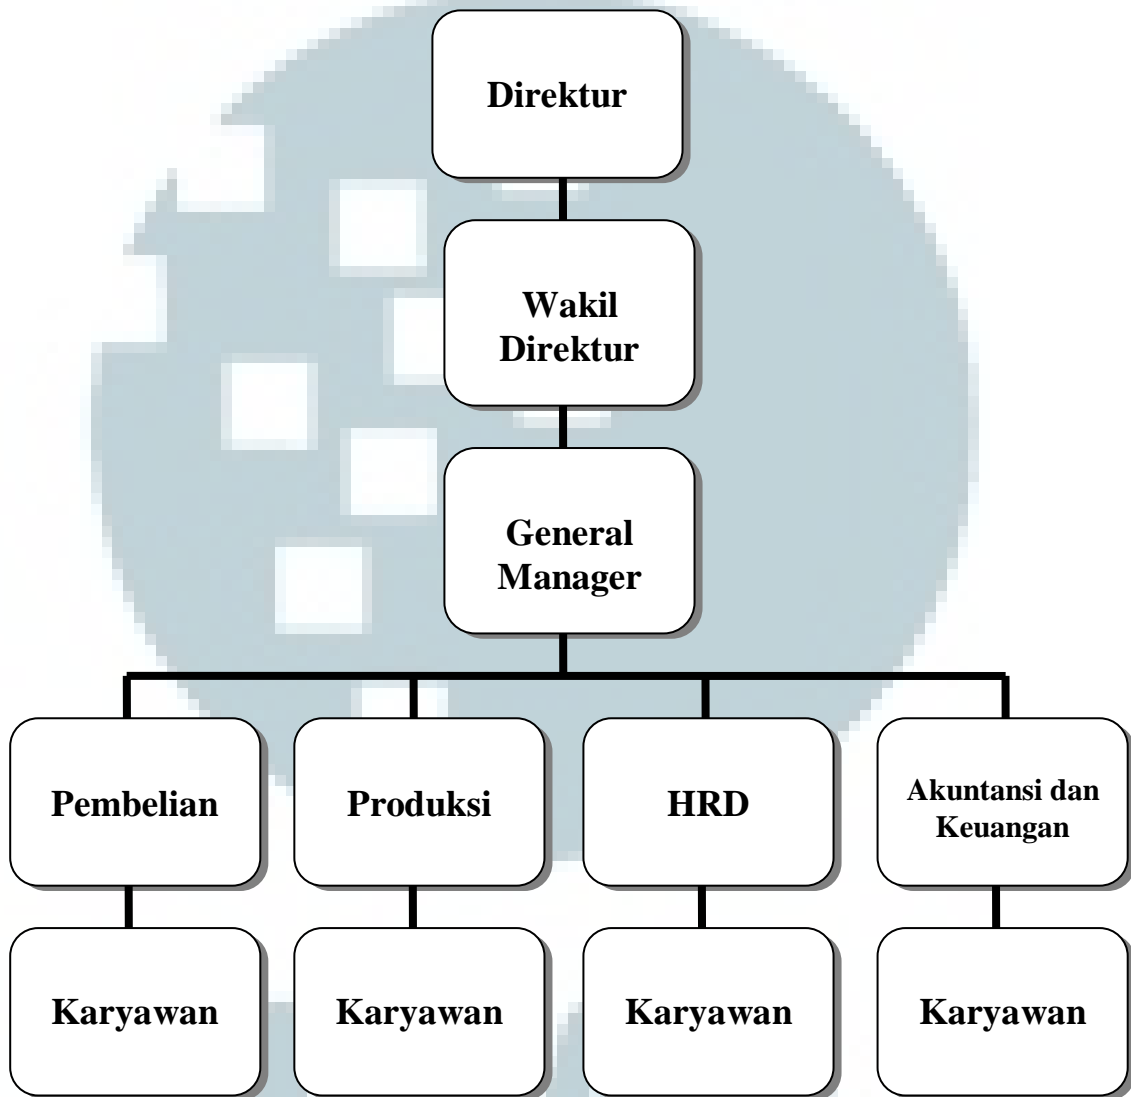 Direktur
Wakil
Direktur
General
Manager
Pembelian
Produksi
HRD
Akuntansi dan
Keuangan
Karyawan
Karyawan
Karyawan
Karyawan